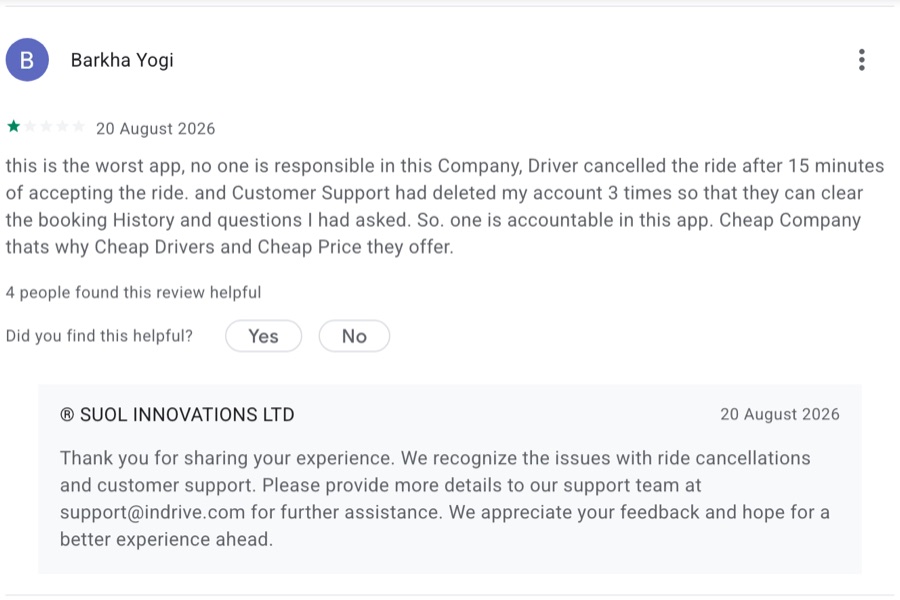 B
Barkha Yogi
20 August 2026
this is the worst app, no one is responsible in this Company, Driver cancelled the ride after 15 minutes
of accepting the ride. and Customer Support had deleted my account 3 times so that they can clear
the booking History and questions I had asked. So. one is accountable in this app. Cheap Company
thats why Cheap Drivers and Cheap Price they offer.
4 people found this review helpful
Did you find this helpful? Yes No
® SUOL INNOVATIONS LTD 20 August 2026
Thank you for sharing your experience. We recognize the issues with ride cancellations
and customer support. Please provide more details to our support team at
support@indrive.com for further assistance. We appreciate your feedback and hope for a
better experience ahead.